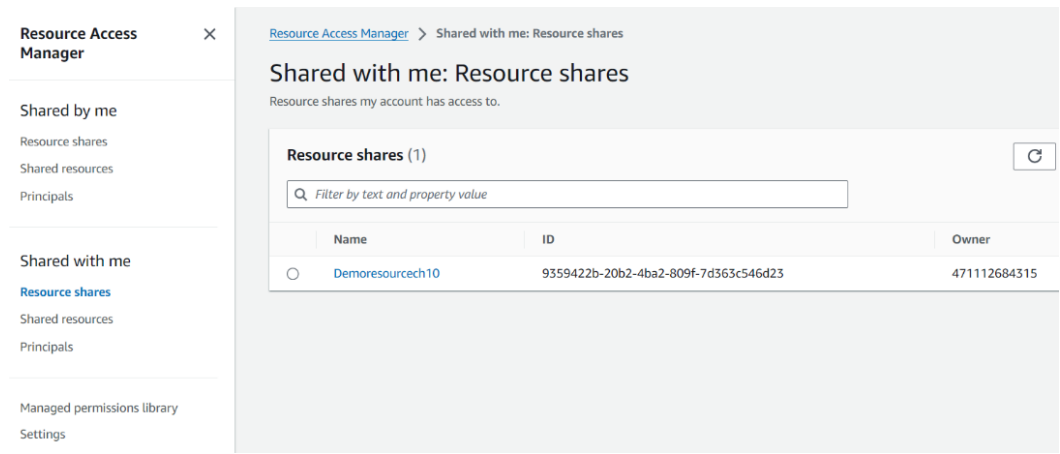 Resource Access
Manager
Shared by me
Resource shares
Shared resources
Principals
Shared with me
Resource shares
Shared resources
Principals
Managed permissions library
Settings
Resource Access Manager > Shared with me: Resource shares
Shared with me: Resource shares
Resource shares my account has access to.
Resource shares (1)
Filter by text and property value
Name ID Owner
Demoresourcech10 9359422b-20b2-4ba2-809f-7d363c546d23 471112684315